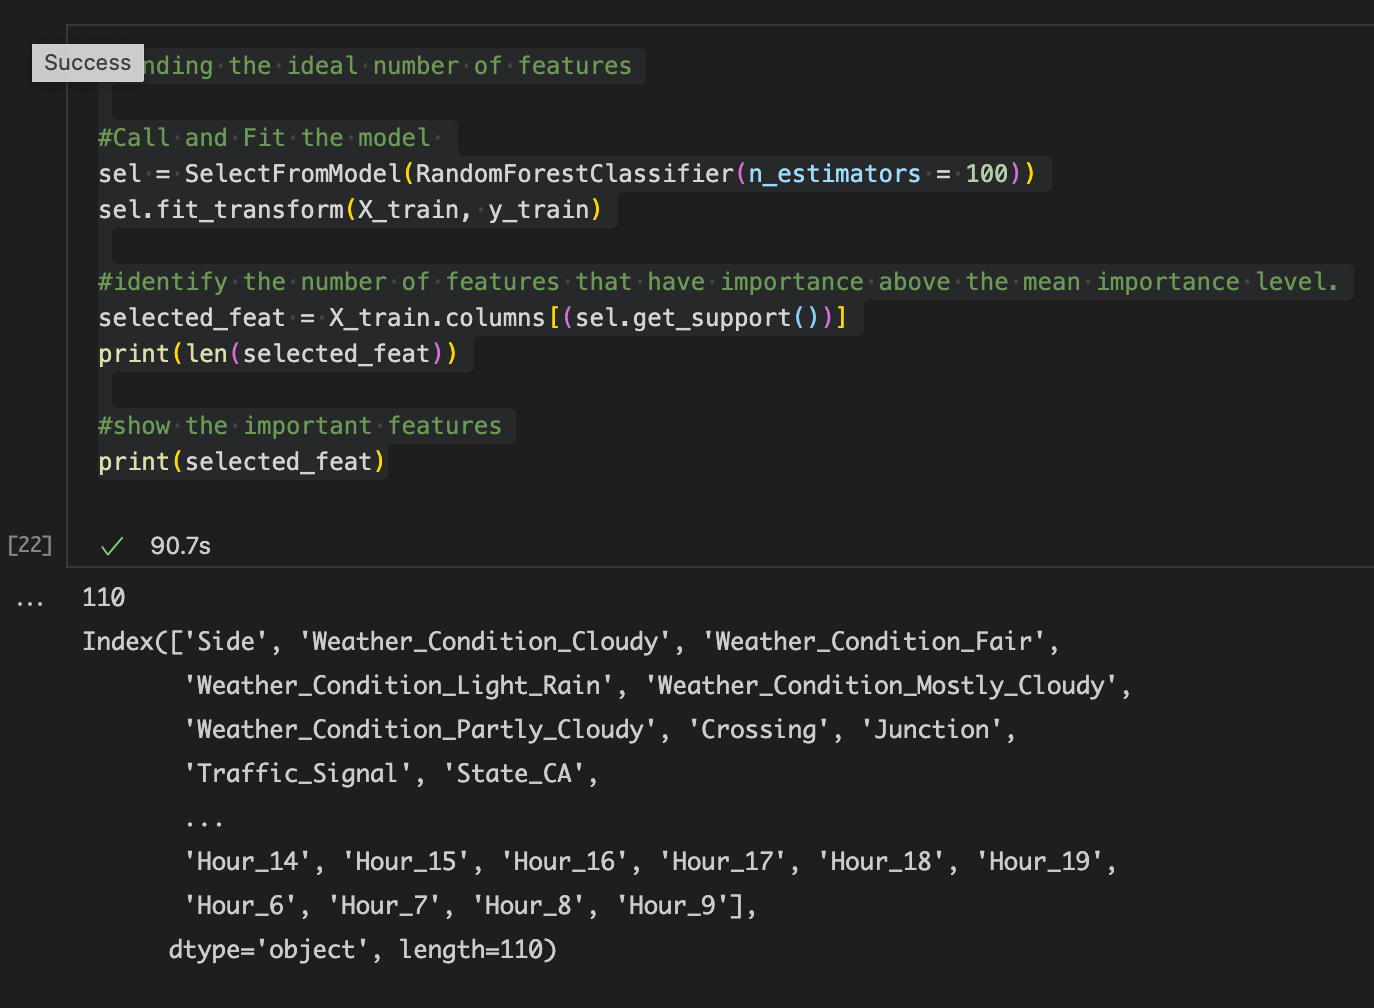 Success
nding the ideal number of features
#Call and Fit the model
sel = SelectFromModel(RandomForestClassifier(n_estimators = 100))
sel.fit_transform(X_train, y_train)
#identify the number of features that have importance above the mean importance level.
selected_feat = X_train.columns[(sel.get_support())]
print(len(selected_feat))
#show the important features
print(selected_feat)
[22] ✓ 90.7s
... 110
Index(['Side', 'Weather_Condition_Cloudy', 'Weather_Condition_Fair',
'Weather_Condition_Light_Rain', 'Weather_Condition_Mostly_Cloudy',
'Weather_Condition_Partly_Cloudy', 'Crossing', 'Junction',
'Traffic_Signal', 'State_CA',
...
'Hour_14', 'Hour_15', 'Hour_16', 'Hour_17', 'Hour_18', 'Hour_19',
'Hour_6', 'Hour_7', 'Hour_8', 'Hour_9'],
dtype='object', length=110)